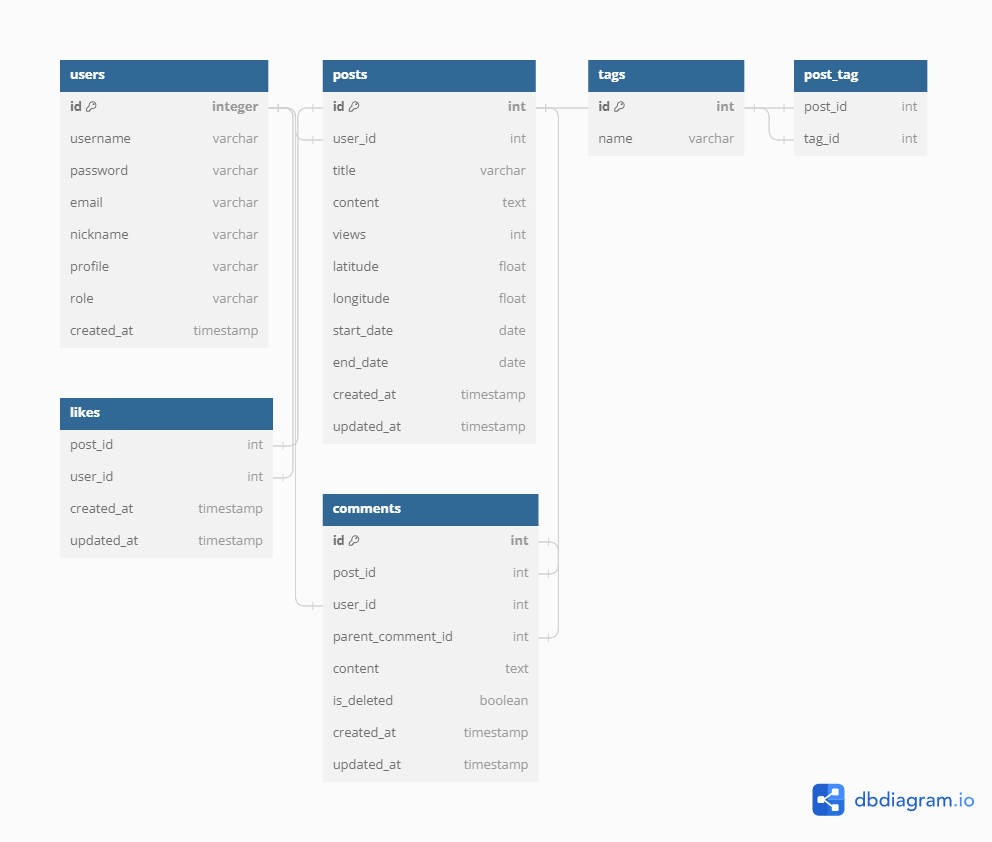 users
id integer
username varchar
password varchar
email varchar
nickname varchar
profile varchar
role varchar
created_at timestamp
posts
id int
user_id int
title varchar
content text
views int
latitude float
longitude float
start_date date
end_date date
created_at timestamp
updated_at timestamp
tags
id int
name varchar
post_tag
post_id int
tag_id int
likes
post_id int
user_id int
created_at timestamp
updated_at timestamp
comments
id int
post_id int
user_id int
parent_comment_id int
content text
is_deleted boolean
created_at timestamp
updated_at timestamp
dbdiagram.io